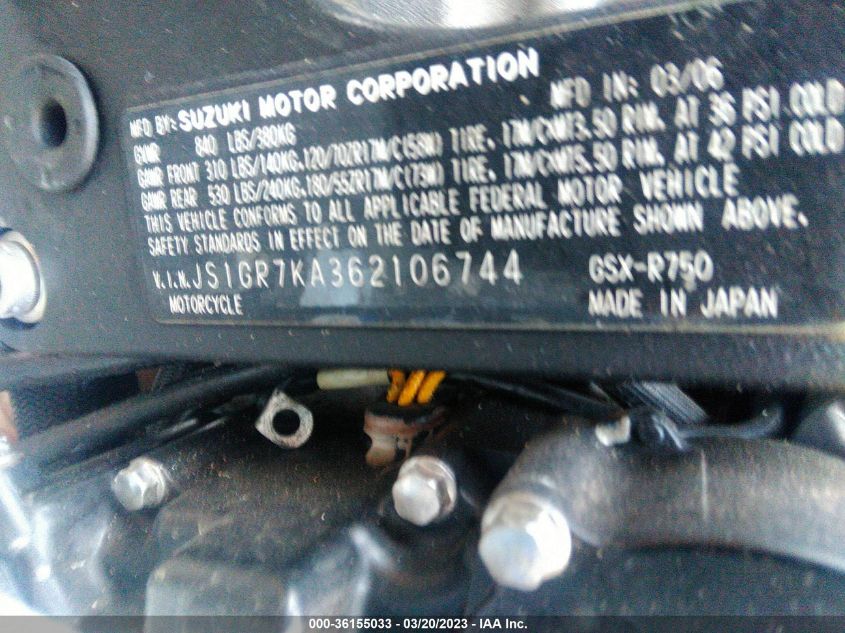 MFD BY: SUZUKI MOTOR CORPORATION MFD IN: 03/06
GVWR 840 LBS/380KG
GAWR FRONT 310 LBS/140KG, 120/70ZR17M/C(58W) TIRE, 17M/CxMT3.50 RIM, AT 36 PSI COLD
GAWR REAR 530 LBS/240KG, 180/55ZR17M/C(73W) TIRE, 17M/CxMT5.50 RIM, AT 42 PSI COLD
THIS VEHICLE CONFORMS TO ALL APPLICABLE FEDERAL MOTOR VEHICLE
SAFETY STANDARDS IN EFFECT ON THE DATE OF MANUFACTURE SHOWN ABOVE.
V.I.N. JS1GR7KA362106744 GSX-R750
MOTORCYCLE MADE IN JAPAN
000-36155033 - 03/20/2023 - IAA Inc.